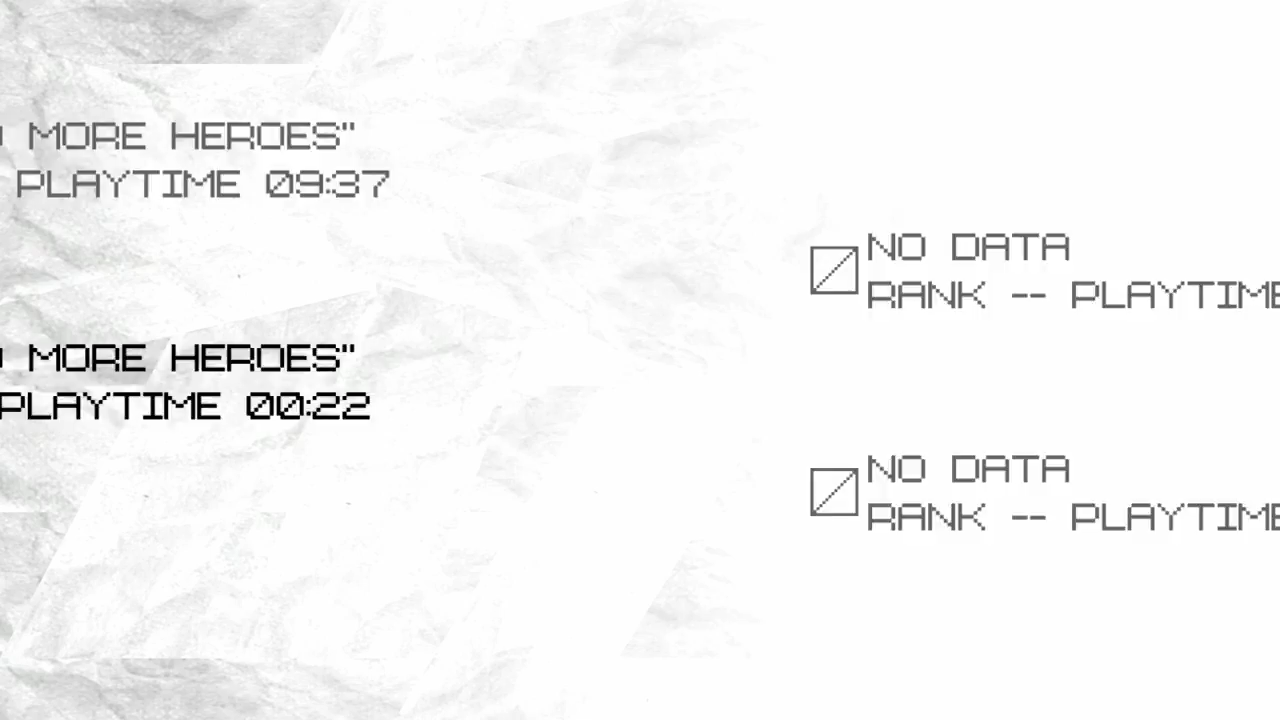 MORE HEROES"
PLAYTIME 09:37
MORE HEROES"
PLAYTIME 00:22
NO DATA
RANK -- PLAYTIME
NO DATA
RANK -- PLAYTIME